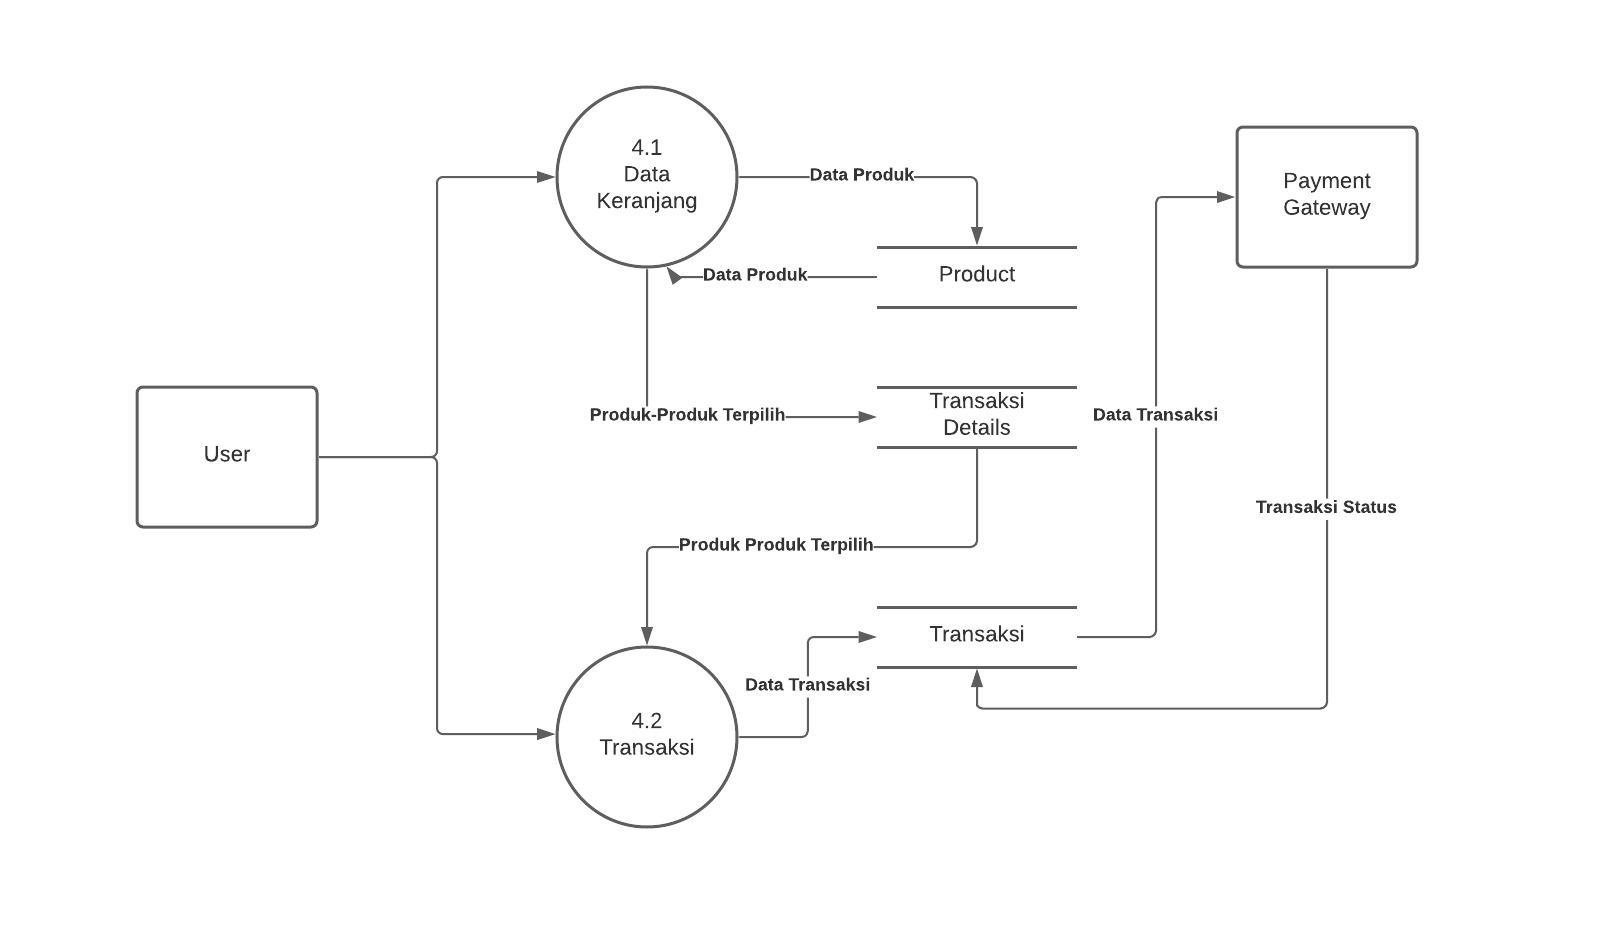 4.1
Data
Keranjang
Data Produk
Payment
Gateway
Data Produk
Product
Transaksi
Details
Produk-Produk Terpilih
Data Transaksi
User
Transaksi Status
Produk Produk Terpilih
Transaksi
Data Transaksi
4.2
Transaksi